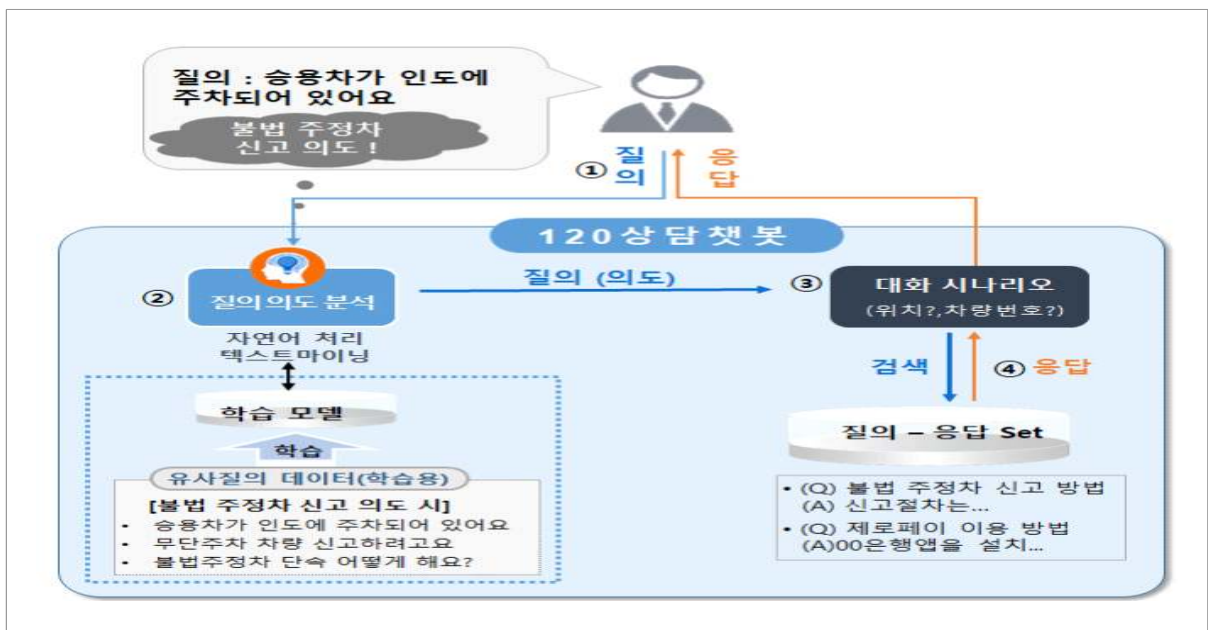 질의 : 승용차가 인도에
주차되어 있어요
불법 주정차
신고 의도 !
① 질의
응답
120상담챗봇
② 질의 의도 분석
자연어 처리
텍스트마이닝
질의 (의도)
③ 대화 시나리오
(위치?,차량번호?)
검색
④ 응답
학습 모델
학습
유사질의 데이터(학습용)
[불법 주정차 신고 의도 시]
• 승용차가 인도에 주차되어 있어요
• 무단주차 차량 신고하려고요
• 불법주정차 단속 어떻게 해요?
질의 – 응답 Set
• (Q) 불법 주정차 신고 방법
(A) 신고절차는...
• (Q) 제로페이 이용 방법
(A)00은행앱을 설치...